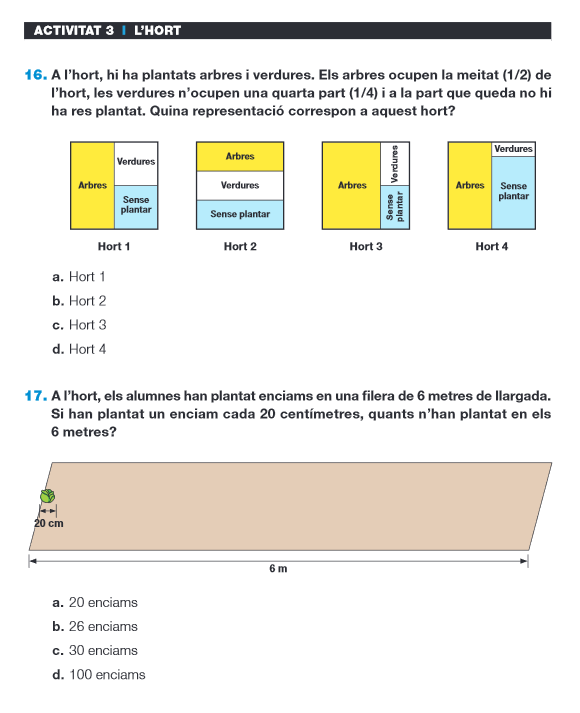 ACTIVITAT 3 | L'HORT
16. A l'hort, hi ha plantats arbres i verdures. Els arbres ocupen la meitat (1/2) de
l'hort, les verdures n'ocupen una quarta part (1/4) i a la part que queda no hi
ha res plantat. Quina representació correspon a aquest hort?
Arbres
Verdures
Sense
plantar
Hort 1
Arbres
Verdures
Sense plantar
Hort 2
Arbres
Verdures
Sense
plantar
Hort 3
Arbres
Verdures
Sense
plantar
Hort 4
a. Hort 1
b. Hort 2
c. Hort 3
d. Hort 4
17. A l'hort, els alumnes han plantat enciams en una filera de 6 metres de llargada.
Si han plantat un enciam cada 20 centímetres, quants n'han plantat en els
6 metres?
20 cm
6 m
a. 20 enciams
b. 26 enciams
c. 30 enciams
d. 100 enciams